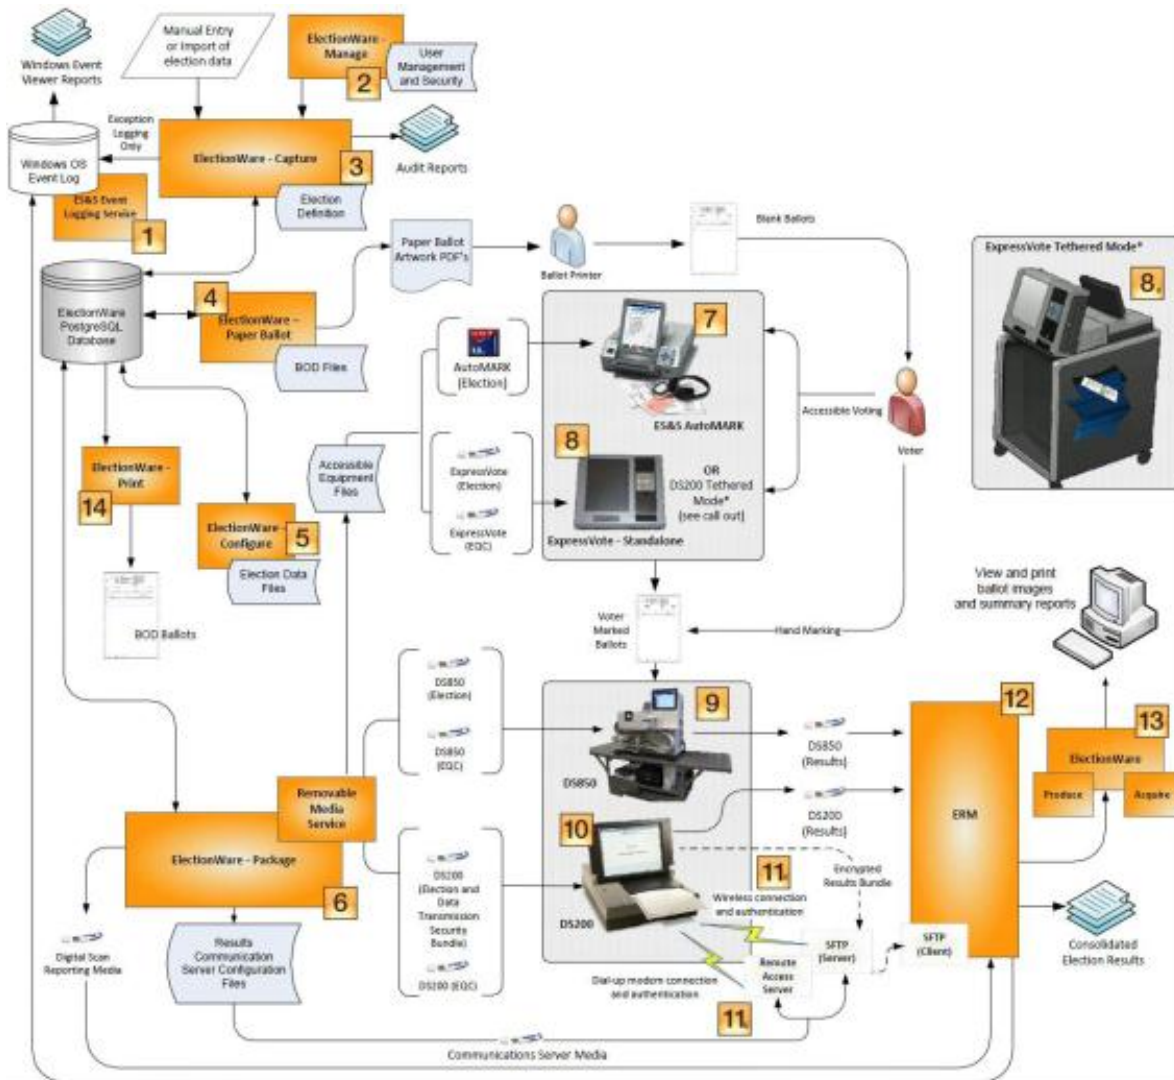 Windows Event
Viewer Reports
Manual Entry
or Import of
election data
ElectionWare -
Manage
2
User
Management
and Security
Exception
Logging
Only
Windows OS
Event Log
ES&S Event
Logging Service
1
ElectionWare - Capture
3
Election
Definition
Audit Reports
Paper Ballot
Artwork PDF's
Ballot Printer
Blank Ballots
ExpressVote Tethered Mode*
8
ElectionWare
PostgreSQL
Database
4
ElectionWare –
Paper Ballot
BOD Files
AutoMARK
(Election)
7
ES&S AutoMARK
Accessible Voting
Voter
8
OR
DS200 Tethered
Mode*
(see call out)
ExpressVote - Standalone
ExpressVote
(Election)
ExpressVote
(EQC)
Accessible
Equipment
Files
ElectionWare -
Print
14
BOD Ballots
ElectionWare -
Configure
5
Election Data
Files
Voter
Marked
Ballots
Hand Marking
View and print
ballot images
and summary reports
DS850
(Election)
DS850
(EQC)
9
DS850
DS850
(Results)
DS200
(Results)
12
ERM
13
ElectionWare
Produce
Acquire
Removable
Media
Service
ElectionWare - Package
6
DS200
(Election and
Data
Transmission
Security
Bundle)
DS200 (EQC)
10
DS200
11
Wireless connection
and authentication
Encrypted
Results Bundle
SFTP
(Server)
SFTP
(Client)
Remote
Access
Server
Dial-up modem connection
and authentication
11
Consolidated
Election Results
Digital Scan
Reporting Media
Results
Communication
Server Configuration
Files
Communications Server Media